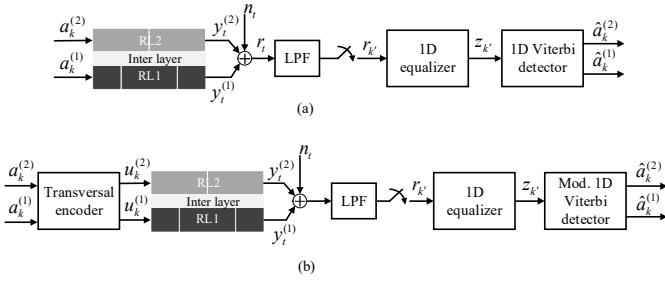 a_k^(2) RL2 y_t^(2) n_t r_t LPF r_k' 1D equalizer z_k' 1D Viterbi detector â_k^(2)
a_k^(1) Inter layer RL1 y_t^(1) â_k^(1)
(a)
a_k^(2) Transversal encoder u_k^(2) RL2 y_t^(2) n_t LPF r_k' 1D equalizer z_k' Mod. 1D Viterbi detector â_k^(2)
a_k^(1) u_k^(1) Inter layer RL1 y_t^(1) â_k^(1)
(b)